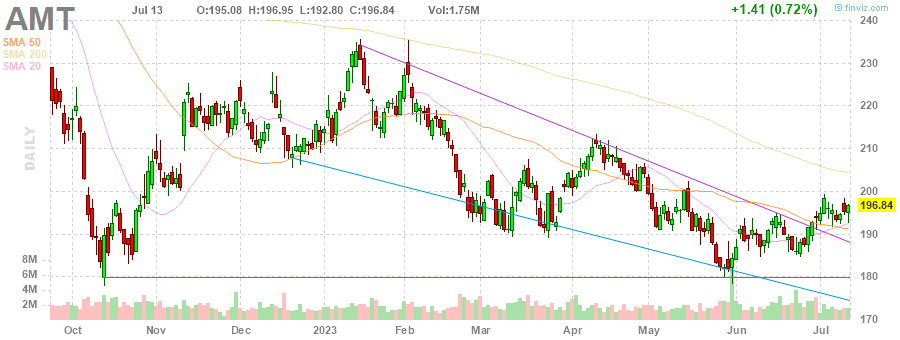 AMT
Jul 13 O:195.08 H:196.95 L:192.80 C:196.84 Vol:1.75M
+1.41 (0.72%)
© finviz.com
SMA 50
SMA 200
SMA 20
DAILY
240
230
220
210
200
196.84
190
180
170
8M
6M
4M
2M
Oct Nov Dec 2023 Feb Mar Apr May Jun Jul